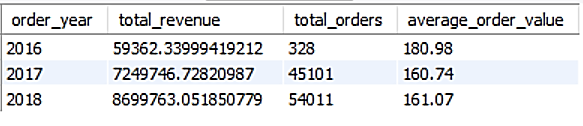 order_year total_revenue total_orders average_order_value
2016 59362.33999419212 328 180.98
2017 7249746.72820987 45101 160.74
2018 8699763.051850779 54011 161.07